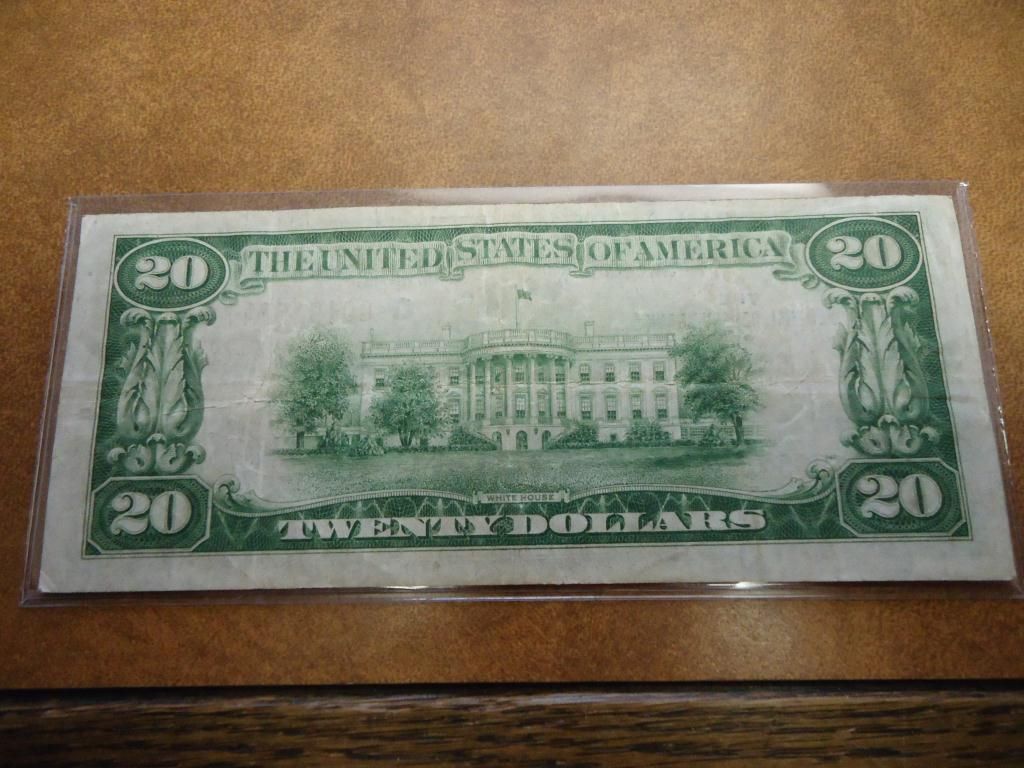 20 THE UNITED STATES OF AMERICA 20
WHITE HOUSE
20 TWENTY DOLLARS 20